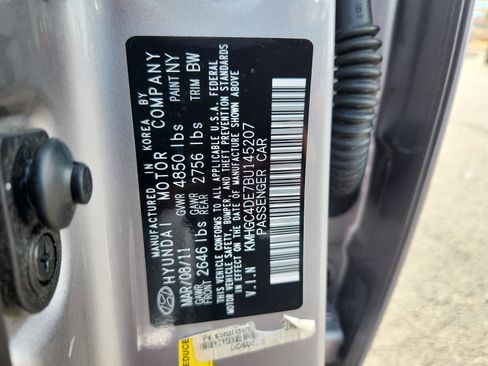 MFD. IN KOREA BY
HYUNDAI MOTOR COMPANY
MAR/08/11 GVWR 4850 lbs PAINT NY
GAWR FRONT 2646 lbs GAWR REAR 2756 lbs TRIM BW
THIS VEHICLE CONFORMS TO ALL APPLICABLE U.S.A. FEDERAL
MOTOR VEHICLE SAFETY, BUMPER, AND THEFT PREVENTION STANDARDS
IN EFFECT ON THE DATE OF MANUFACTURE SHOWN ABOVE
V.I.N KMHGC4DE7BU145207
PASSENGER CAR
REDUCE